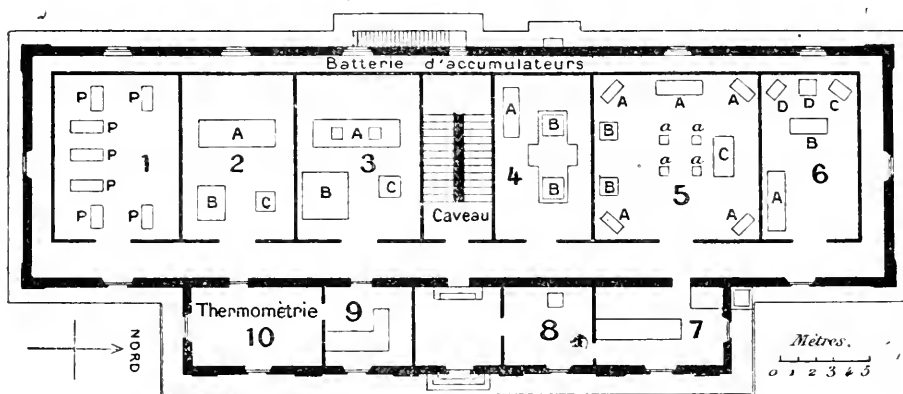 Batterie d'accumulateurs
P P A A A B A A A D D C
P a a B
P 1 2 3 4 B a a C 6
P B C B C B B 5 A
P P Caveau A A
Thermomètrie 9 8 7 Mètres.
10 NORD 0 1 2 3 4 5